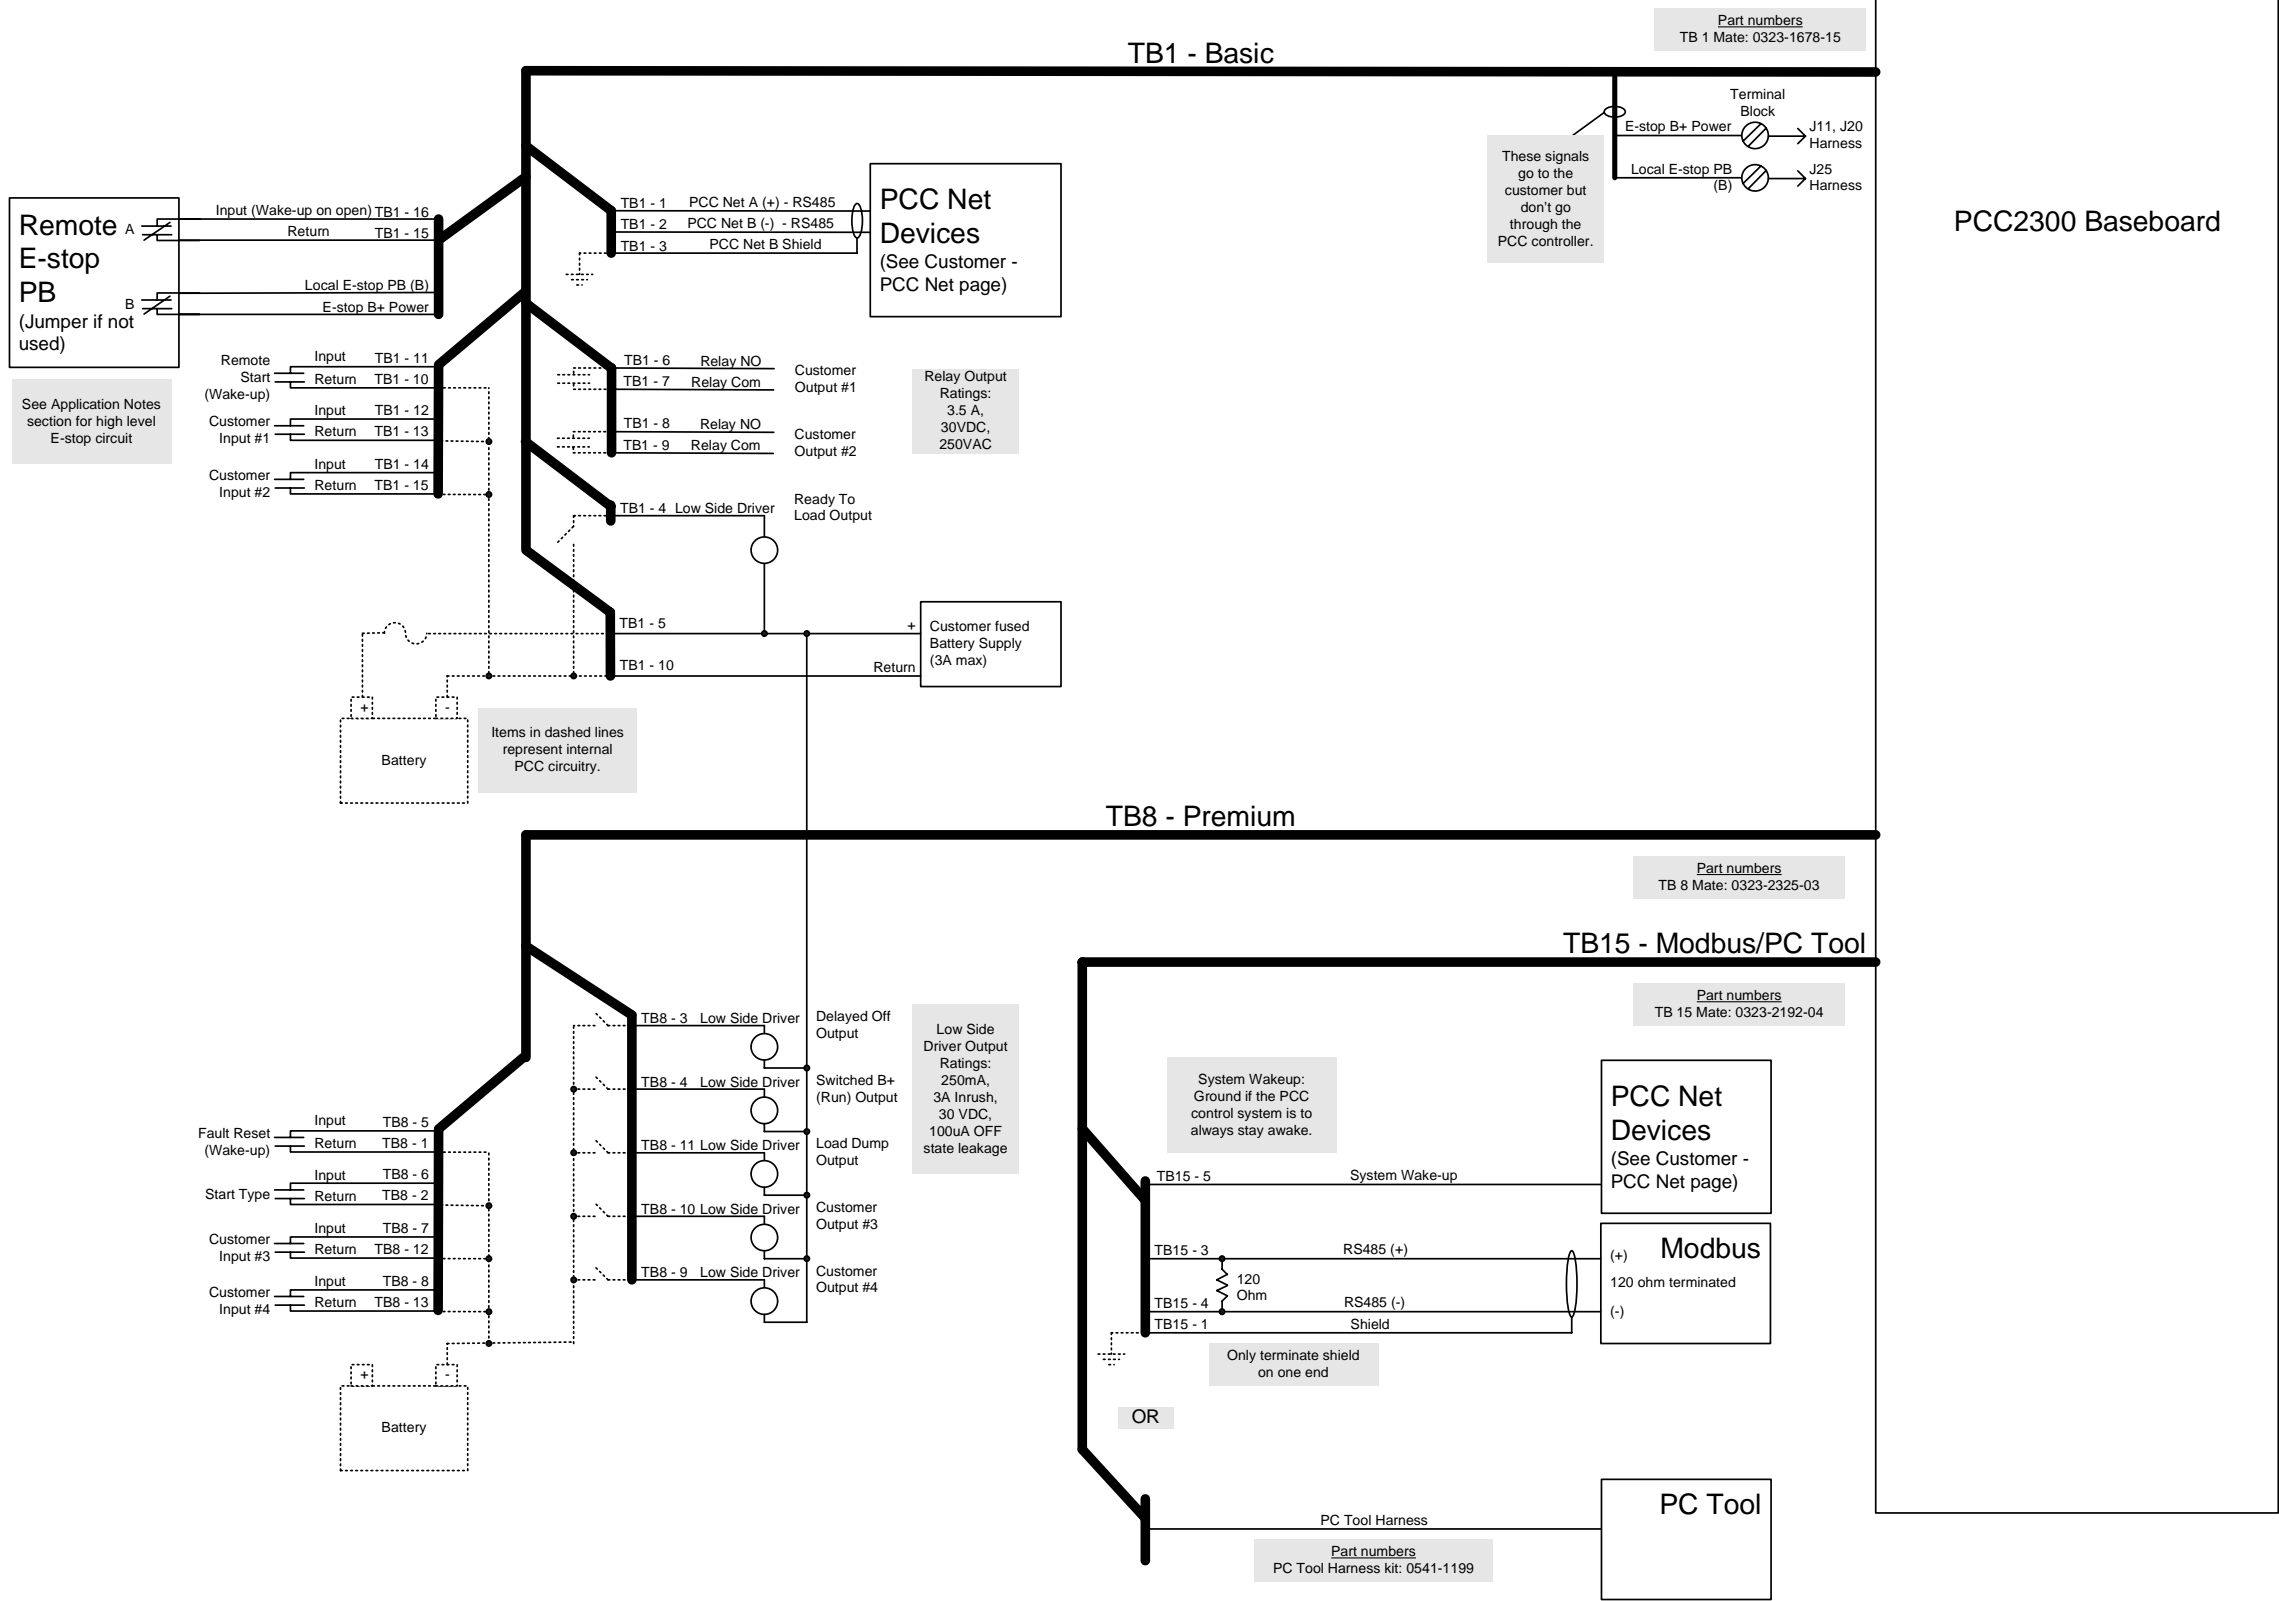 Part numbers
TB 1 Mate: 0323-1678-15
TB1 - Basic
Terminal
Block
E-stop B+ Power
J11, J20
Harness
Local E-stop PB
(B)
J25
Harness
These signals
go to the
customer but
don't go
through the
PCC controller.
PCC2300 Baseboard
Remote
E-stop
PB
(Jumper if not
used)
A
B
Input (Wake-up on open)
TB1 - 16
Return
TB1 - 15
Local E-stop PB (B)
E-stop B+ Power
See Application Notes
section for high level
E-stop circuit
TB1 - 1
PCC Net A (+) - RS485
TB1 - 2
PCC Net B (-) - RS485
TB1 - 3
PCC Net B Shield
PCC Net
Devices
(See Customer -
PCC Net page)
Remote
Start
(Wake-up)
Input
TB1 - 11
Return
TB1 - 10
Customer
Input #1
Input
TB1 - 12
Return
TB1 - 13
Customer
Input #2
Input
TB1 - 14
Return
TB1 - 15
TB1 - 6
Relay NO
TB1 - 7
Relay Com
Customer
Output #1
TB1 - 8
Relay NO
TB1 - 9
Relay Com
Customer
Output #2
Relay Output
Ratings:
3.5 A,
30VDC,
250VAC
TB1 - 4
Low Side Driver
Ready To
Load Output
TB1 - 5
+
TB1 - 10
Return
Customer fused
Battery Supply
(3A max)
+
-
Battery
Items in dashed lines
represent internal
PCC circuitry.
TB8 - Premium
Part numbers
TB 8 Mate: 0323-2325-03
TB15 - Modbus/PC Tool
Part numbers
TB 15 Mate: 0323-2192-04
TB8 - 3
Low Side Driver
Delayed Off
Output
TB8 - 4
Low Side Driver
Switched B+
(Run) Output
TB8 - 11
Low Side Driver
Load Dump
Output
TB8 - 10
Low Side Driver
Customer
Output #3
TB8 - 9
Low Side Driver
Customer
Output #4
Low Side
Driver Output
Ratings:
250mA,
3A Inrush,
30 VDC,
100uA OFF
state leakage
Fault Reset
(Wake-up)
Input
TB8 - 5
Return
TB8 - 1
Start Type
Input
TB8 - 6
Return
TB8 - 2
Customer
Input #3
Input
TB8 - 7
Return
TB8 - 12
Customer
Input #4
Input
TB8 - 8
Return
TB8 - 13
+
-
Battery
System Wakeup:
Ground if the PCC
control system is to
always stay awake.
TB15 - 5
System Wake-up
PCC Net
Devices
(See Customer -
PCC Net page)
TB15 - 3
RS485 (+)
120
Ohm
TB15 - 4
RS485 (-)
TB15 - 1
Shield
(+)
Modbus
120 ohm terminated
(-)
Only terminate shield
on one end
OR
PC Tool Harness
PC Tool
Part numbers
PC Tool Harness kit: 0541-1199